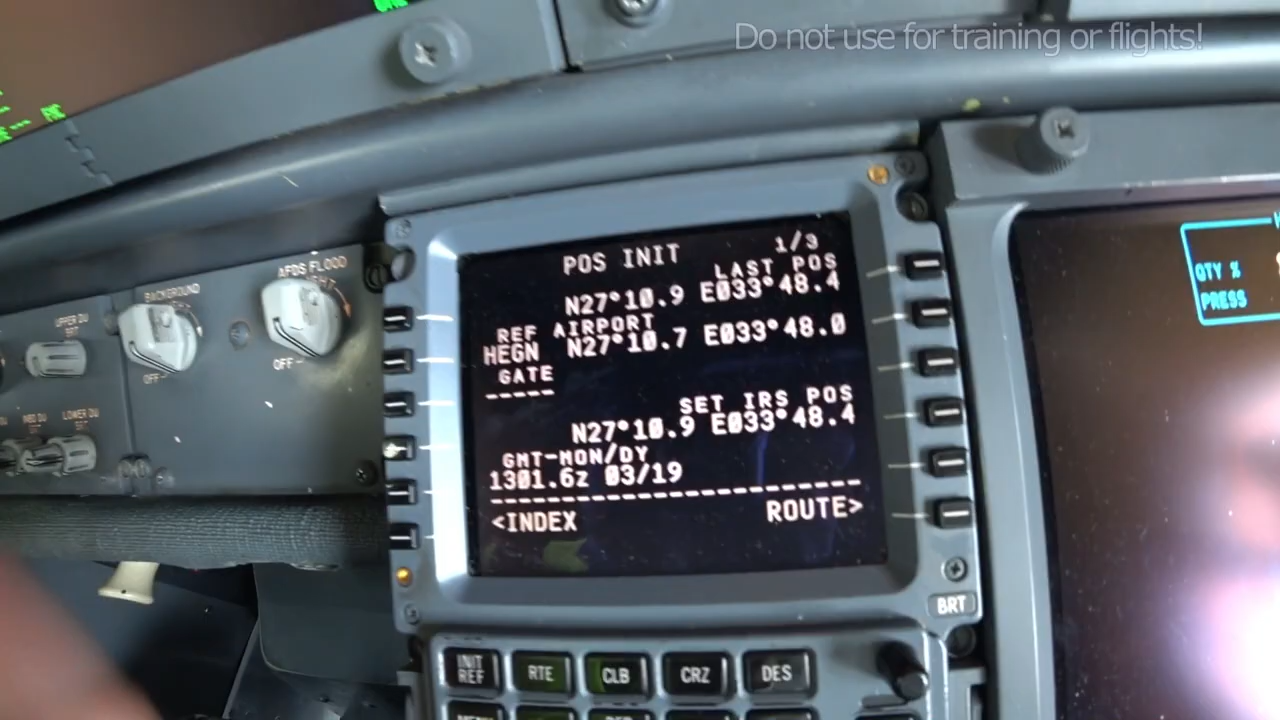 Do not use for training or flights!
POS INIT 1/3
LAST POS
N27°10.9 E033°48.4
REF AIRPORT
HEGN N27°10.7 E033°48.0
GATE
-----
SET IRS POS
N27°10.9 E033°48.4
GMT-MON/DY
1301.6z 03/19
------------------------
<INDEX ROUTE>
BRT
INIT REF
RTE
CLB
CRZ
DES
AFDS FLOOD
OFF
BACKGROUND
OFF
UPPER DU
BRT
LOWER DU
QTY %
PRESS